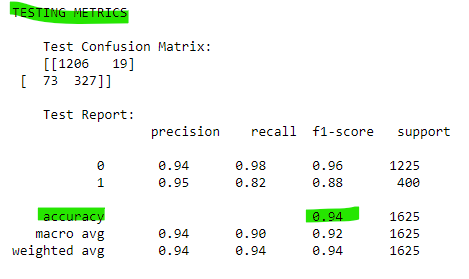 TESTING METRICS
Test Confusion Matrix:
[[1206 19]
[ 73 327]]
Test Report:
precision recall f1-score support
0 0.94 0.98 0.96 1225
1 0.95 0.82 0.88 400
accuracy 0.94 1625
macro avg 0.94 0.90 0.92 1625
weighted avg 0.94 0.94 0.94 1625